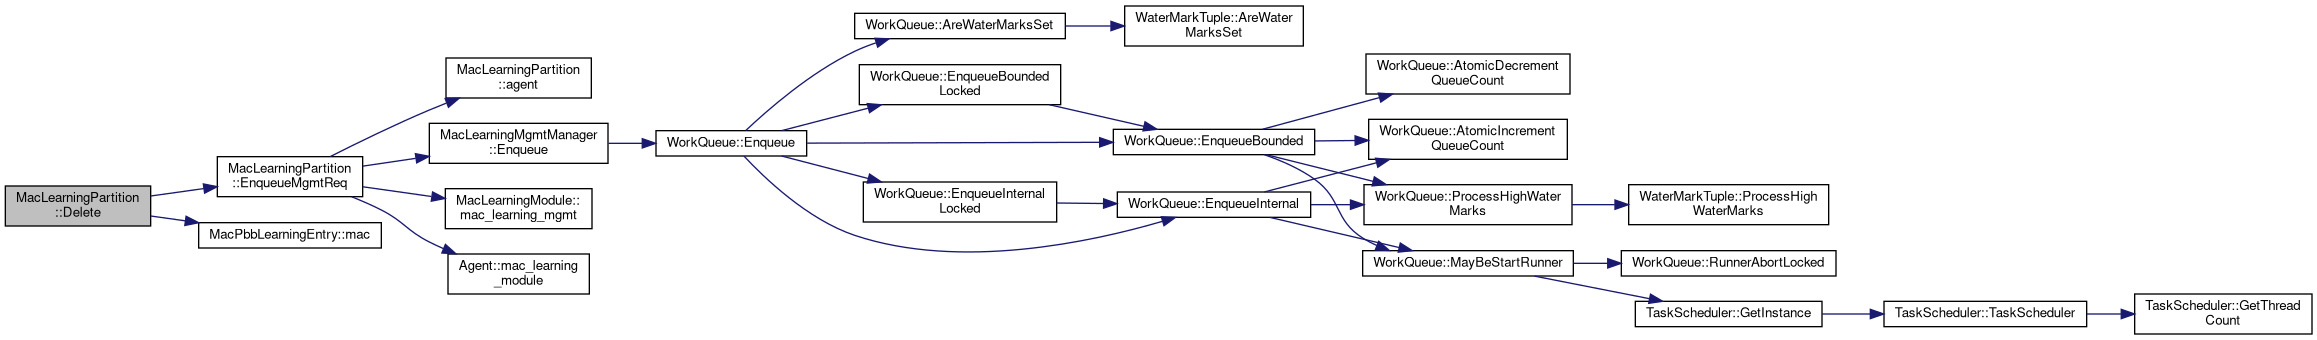 MacLearningPartition
::Delete
MacLearningPartition
::EnqueueMgmtReq
MacPbbLearningEntry::mac
MacLearningPartition
::agent
MacLearningMgmtManager
::Enqueue
MacLearningModule::
mac_learning_mgmt
Agent::mac_learning
_module
WorkQueue::Enqueue
WorkQueue::AreWaterMarksSet
WorkQueue::EnqueueBounded
Locked
WorkQueue::EnqueueInternal
Locked
WaterMarkTuple::AreWater
MarksSet
WorkQueue::EnqueueBounded
WorkQueue::EnqueueInternal
WorkQueue::AtomicDecrement
QueueCount
WorkQueue::AtomicIncrement
QueueCount
WorkQueue::ProcessHighWater
Marks
WorkQueue::MayBeStartRunner
WaterMarkTuple::ProcessHigh
WaterMarks
WorkQueue::RunnerAbortLocked
TaskScheduler::GetInstance
TaskScheduler::TaskScheduler
TaskScheduler::GetThread
Count